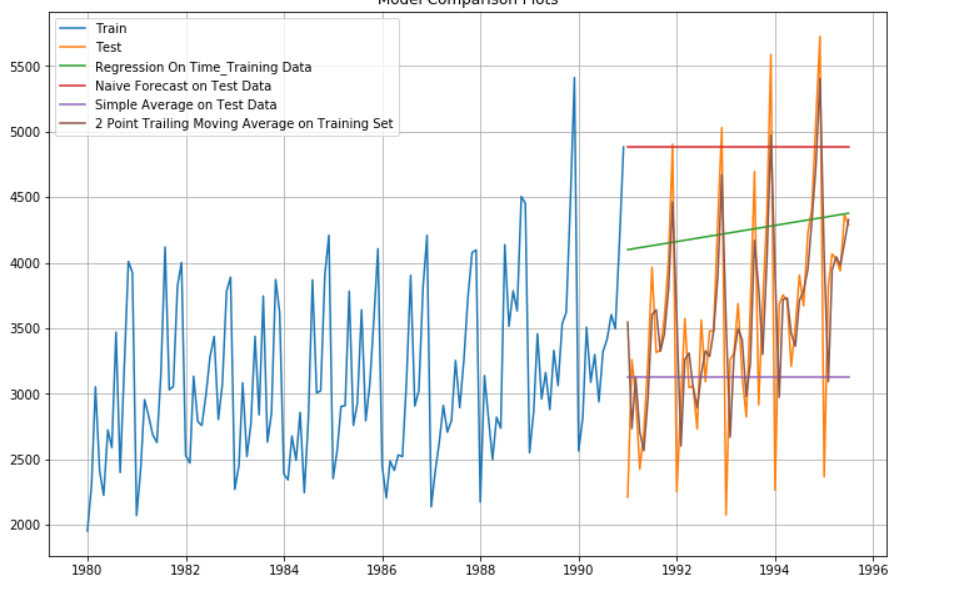 Model Comparison Plots
Train
Test
Regression On Time_Training Data
Naive Forecast on Test Data
Simple Average on Test Data
2 Point Trailing Moving Average on Training Set
5500
5000
4500
4000
3500
3000
2500
2000
1980 1982 1984 1986 1988 1990 1992 1994 1996